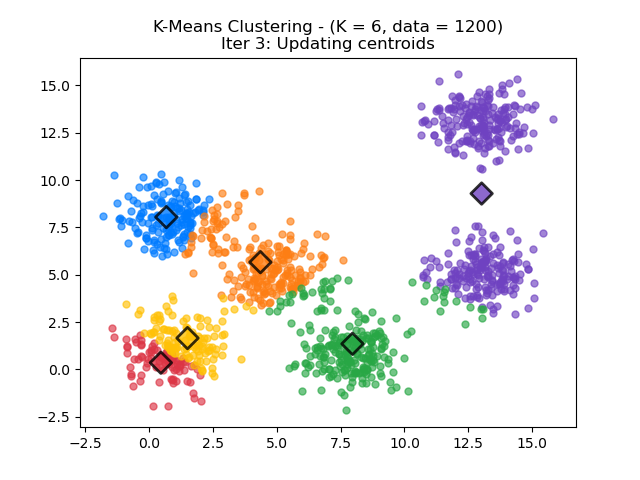 K-Means Clustering - (K = 6, data = 1200)
Iter 3: Updating centroids
15.0
12.5
10.0
7.5
5.0
2.5
0.0
−2.5
−2.5 0.0 2.5 5.0 7.5 10.0 12.5 15.0